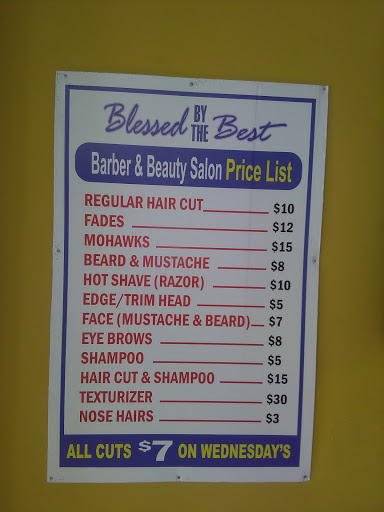 Blessed BY THE Best
Barber & Beauty Salon Price List
REGULAR HAIR CUT $10
FADES $12
MOHAWKS $15
BEARD & MUSTACHE $8
HOT SHAVE (RAZOR) $10
EDGE/TRIM HEAD $5
FACE (MUSTACHE & BEARD) $7
EYE BROWS $8
SHAMPOO $5
HAIR CUT & SHAMPOO $15
TEXTURIZER $30
NOSE HAIRS $3
ALL CUTS $7 ON WEDNESDAY'S